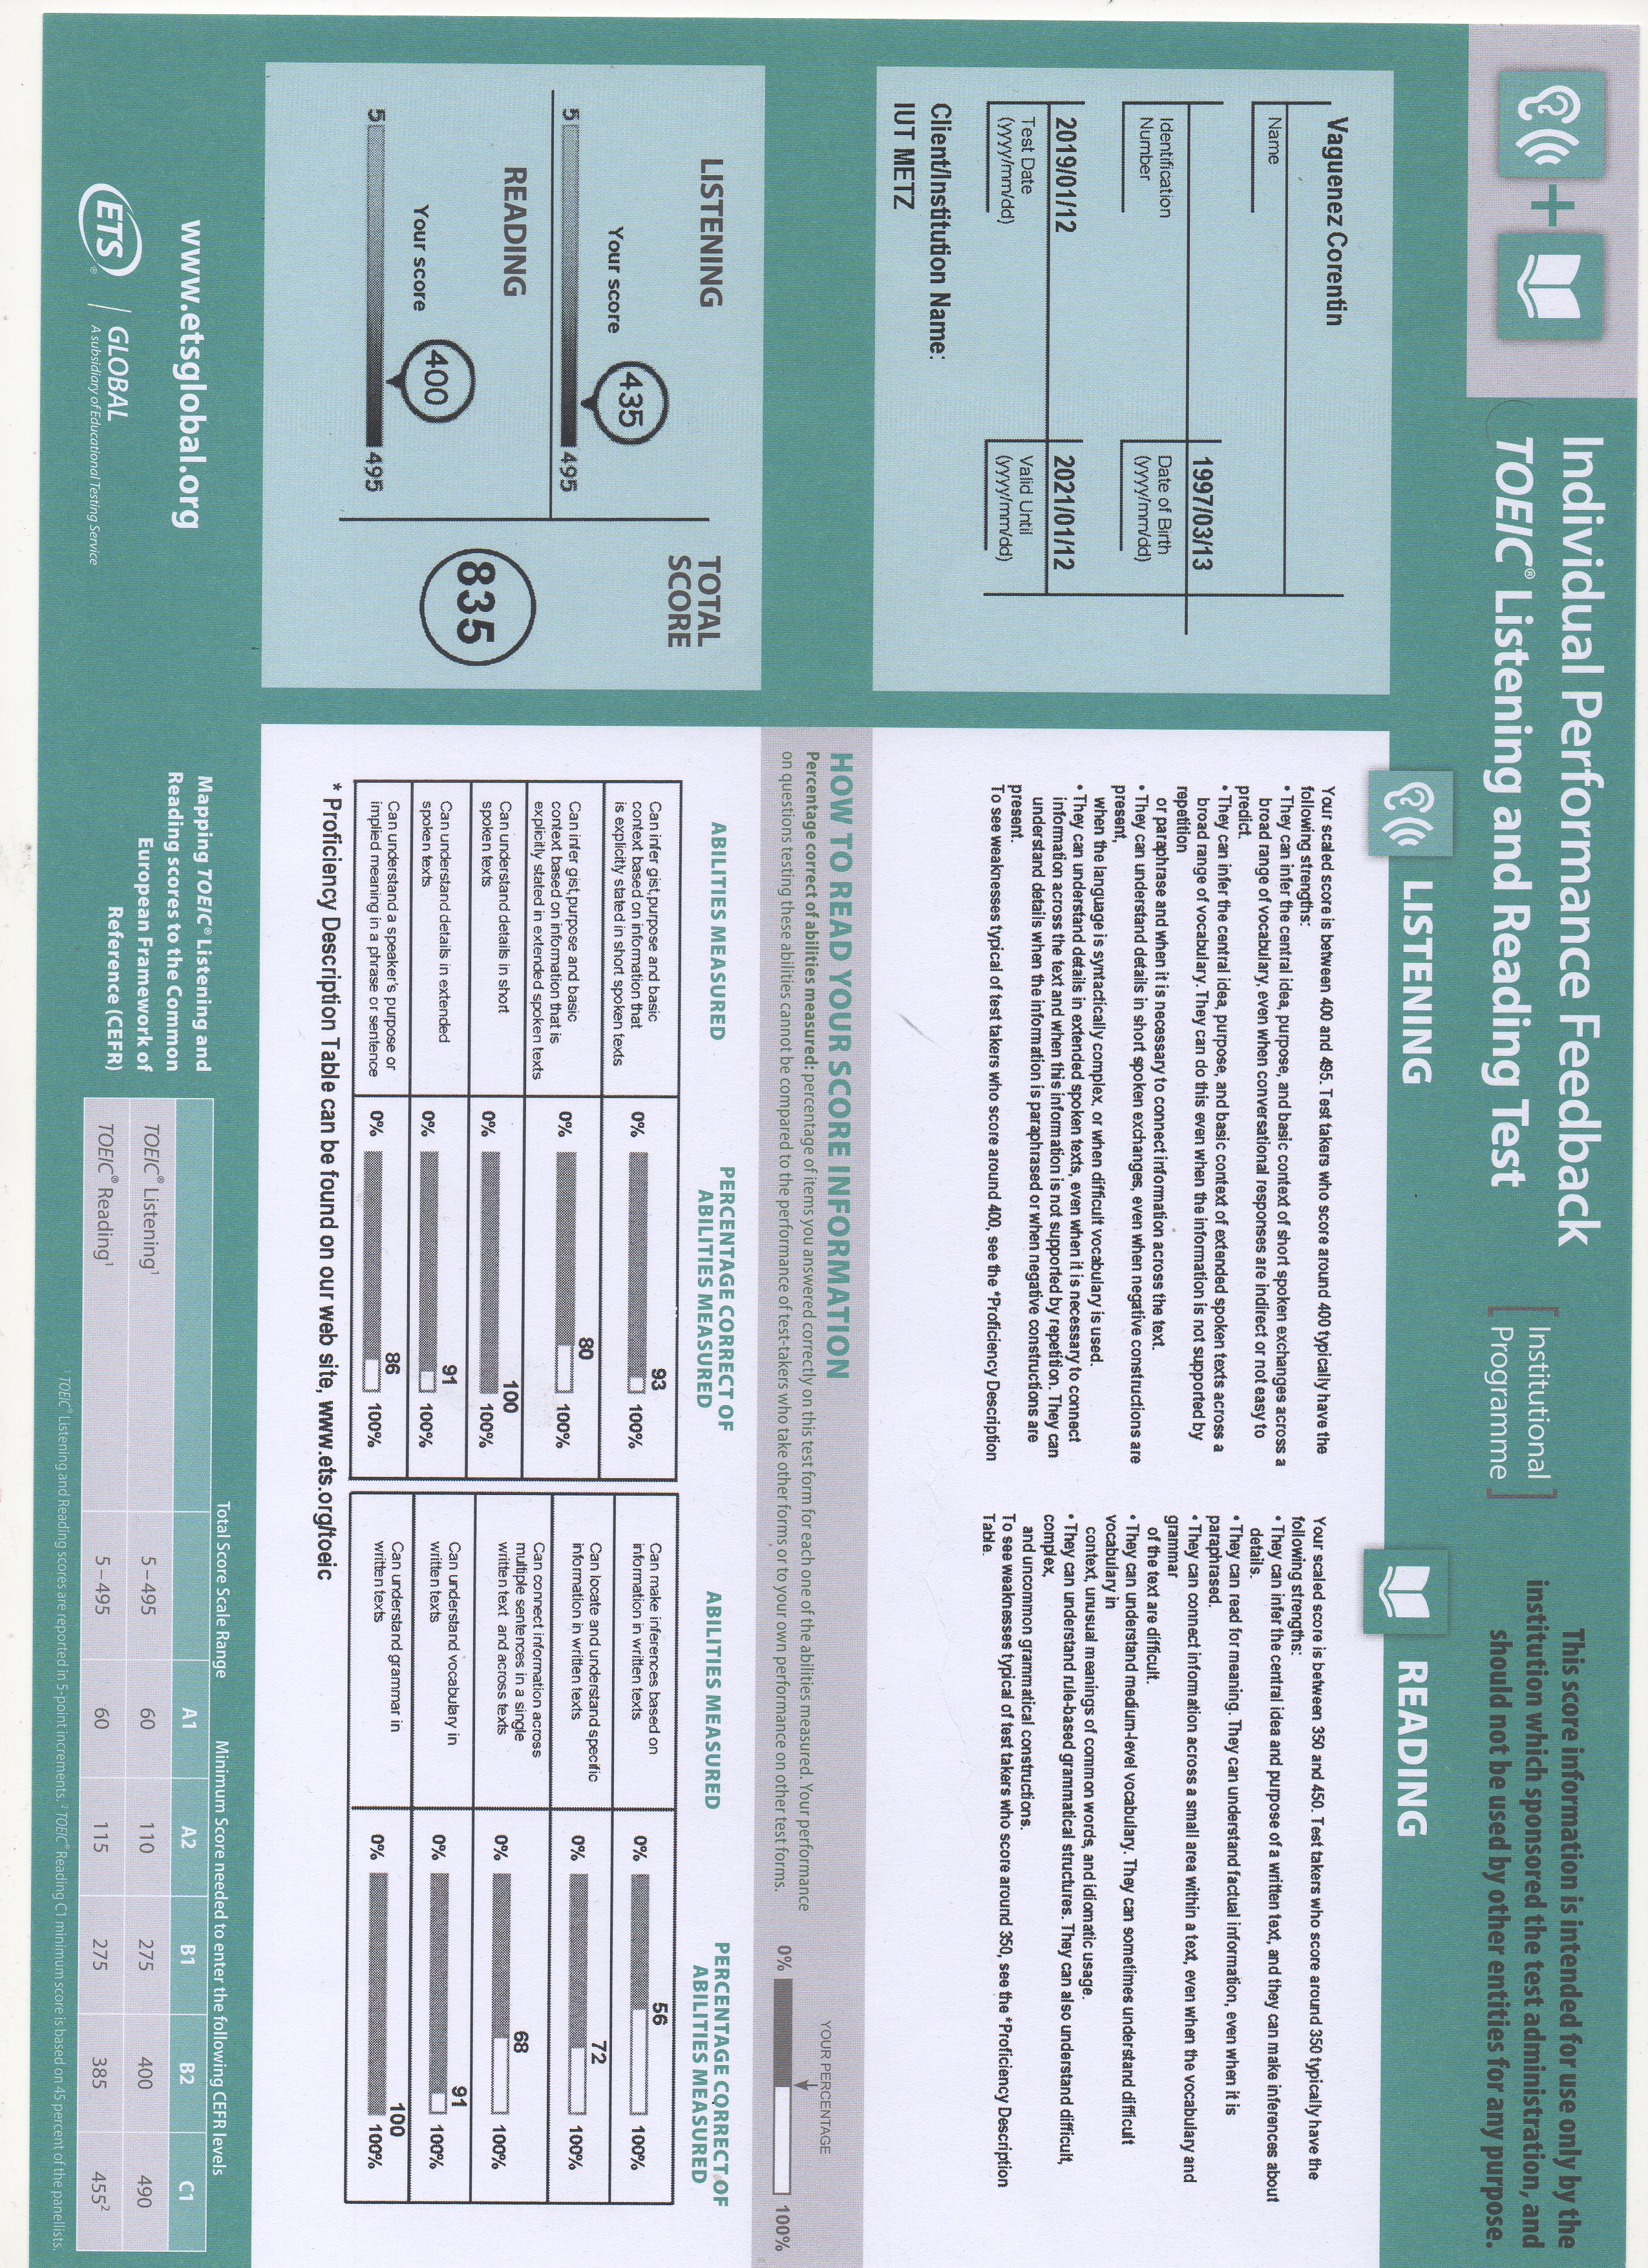 Individual Performance Feedback
TOEIC® Listening and Reading Test
[Institutional
Programme]
This score information is intended for use only by the
institution which sponsored the test administration, and
should not be used by other entities for any purpose.
Vaguenez Corentin
Name
1997/03/13
Identification
Number
Date of Birth
(yyyy/mm/dd)
2019/01/12
2021/01/12
Test Date
(yyyy/mm/dd)
Valid Until
(yyyy/mm/dd)
Client/Institution Name:
IUT METZ
LISTENING
Your scaled score is between 400 and 495. Test takers who score around 400 typically have the
following strengths:
• They can infer the central idea, purpose, and basic context of short spoken exchanges across a
broad range of vocabulary, even when conversational responses are indirect or not easy to
predict.
• They can infer the central idea, purpose, and basic context of extended spoken texts across a
broad range of vocabulary. They can do this even when the information is not supported by
repetition
or paraphrase and when it is necessary to connect information across the text.
• They can understand details in short spoken exchanges, even when negative constructions are
present,
when the language is syntactically complex, or when difficult vocabulary is used.
• They can understand details in extended spoken texts, even when it is necessary to connect
information across the text and when this information is not supported by repetition. They can
understand details when the information is paraphrased or when negative constructions are
present.
To see weaknesses typical of test takers who score around 400, see the *Proficiency Description
READING
Your scaled score is between 350 and 450. Test takers who score around 350 typically have the
following strengths:
• They can infer the central idea and purpose of a written text, and they can make inferences about
details.
• They can read for meaning. They can understand factual information, even when it is
paraphrased.
• They can connect information across a small area within a text, even when the vocabulary and
grammar
of the text are difficult.
• They can understand medium-level vocabulary. They can sometimes understand difficult
vocabulary in
context, unusual meanings of common words, and idiomatic usage.
• They can understand rule-based grammatical structures. They can also understand difficult,
complex,
and uncommon grammatical constructions.
To see weaknesses typical of test takers who score around 350, see the *Proficiency Description
Table.
HOW TO READ YOUR SCORE INFORMATION
Percentage correct of abilities measured: percentage of items you answered correctly on this test form for each one of the abilities measured. Your performance
on questions testing these abilities cannot be compared to the performance of test-takers who take other forms or to your own performance on other test forms.
YOUR PERCENTAGE
0% 100%
LISTENING
Your score
435
5 495
READING
Your score
400
5 495
TOTAL
SCORE
835
ABILITIES MEASURED
PERCENTAGE CORRECT OF
ABILITIES MEASURED
Can infer gist,purpose and basic
context based on information that
is explicitly stated in short spoken texts
93
0% 100%
Can infer gist,purpose and basic
context based on information that is
explicitly stated in extended spoken texts
80
0% 100%
Can understand details in short
spoken texts
100
0% 100%
Can understand details in extended
spoken texts
91
0% 100%
Can understand a speaker's purpose or
implied meaning in a phrase or sentence
86
0% 100%
ABILITIES MEASURED
PERCENTAGE CORRECT OF
ABILITIES MEASURED
Can make inferences based on
information in written texts
56
0% 100%
Can locate and understand specific
information in written texts
72
0% 100%
Can connect information across
multiple sentences in a single
written text and across texts
68
0% 100%
Can understand vocabulary in
written texts
91
0% 100%
Can understand grammar in
written texts
100
0% 100%
* Proficiency Description Table can be found on our web site, www.ets.org/toeic
www.etsglobal.org
ETS® GLOBAL
A subsidiary of Educational Testing Service
Mapping TOEIC® Listening and
Reading scores to the Common
European Framework of
Reference (CEFR)
Total Score Scale Range Minimum Score needed to enter the following CEFR levels
A1 A2 B1 B2 C1
TOEIC® Listening¹ 5–495 60 110 275 400 490
TOEIC® Reading¹ 5–495 60 115 275 385 455²
¹ TOEIC® Listening and Reading scores are reported in 5-point increments. ² TOEIC® Reading C1 minimum score is based on 45 percent of the panellists.